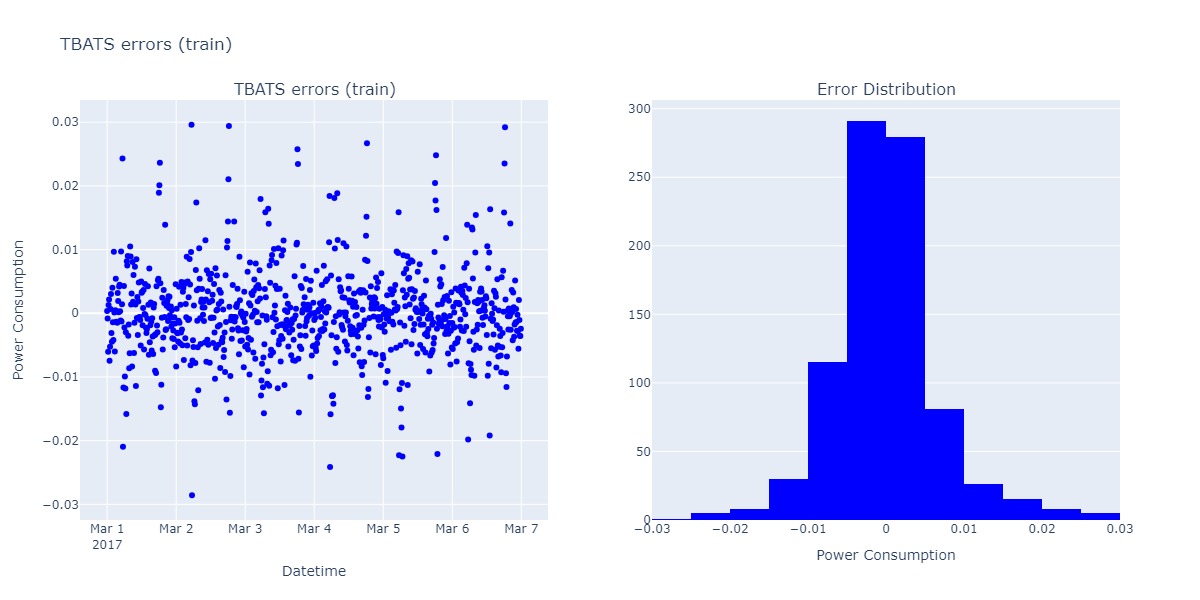 TBATS errors (train)
TBATS errors (train)
Power Consumption
0.03
0.02
0.01
0
−0.01
−0.02
−0.03
Mar 1
2017
Mar 2
Mar 3
Mar 4
Mar 5
Mar 6
Mar 7
Datetime
Error Distribution
300
250
200
150
100
50
0
−0.03
−0.02
−0.01
0
0.01
0.02
0.03
Power Consumption